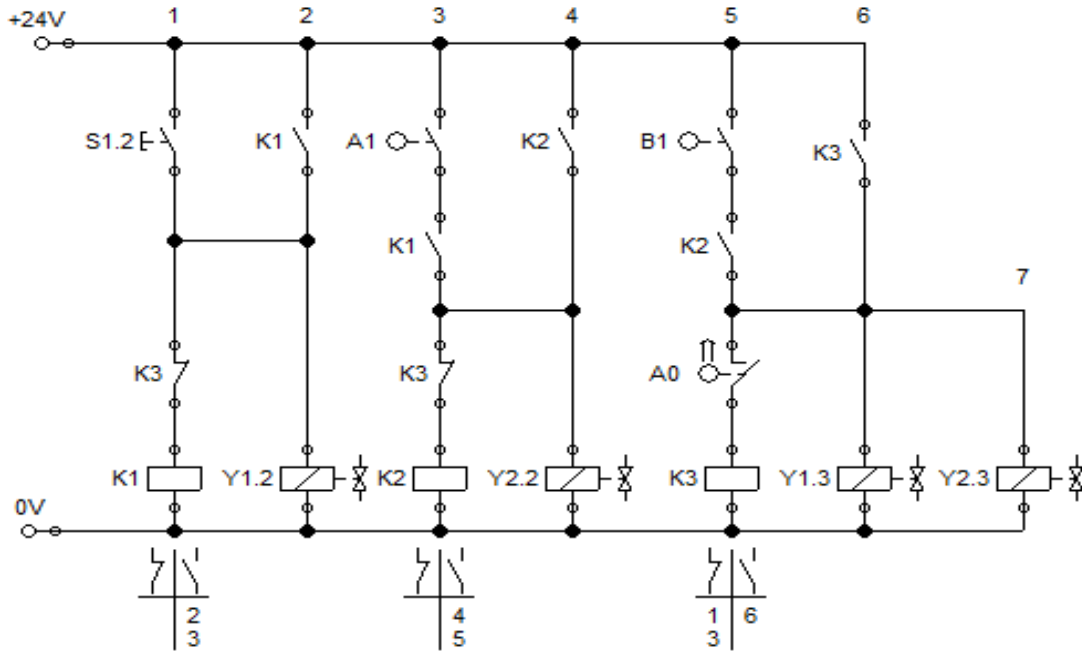 +24V 1 2 3 4 5 6
S1.2 K1 A1 K2 B1 K3
K1 K2
7
K3 K3 A0
K1 Y1.2 K2 Y2.2 K3 Y1.3 Y2.3
0V
2 4 1 6
3 5 3